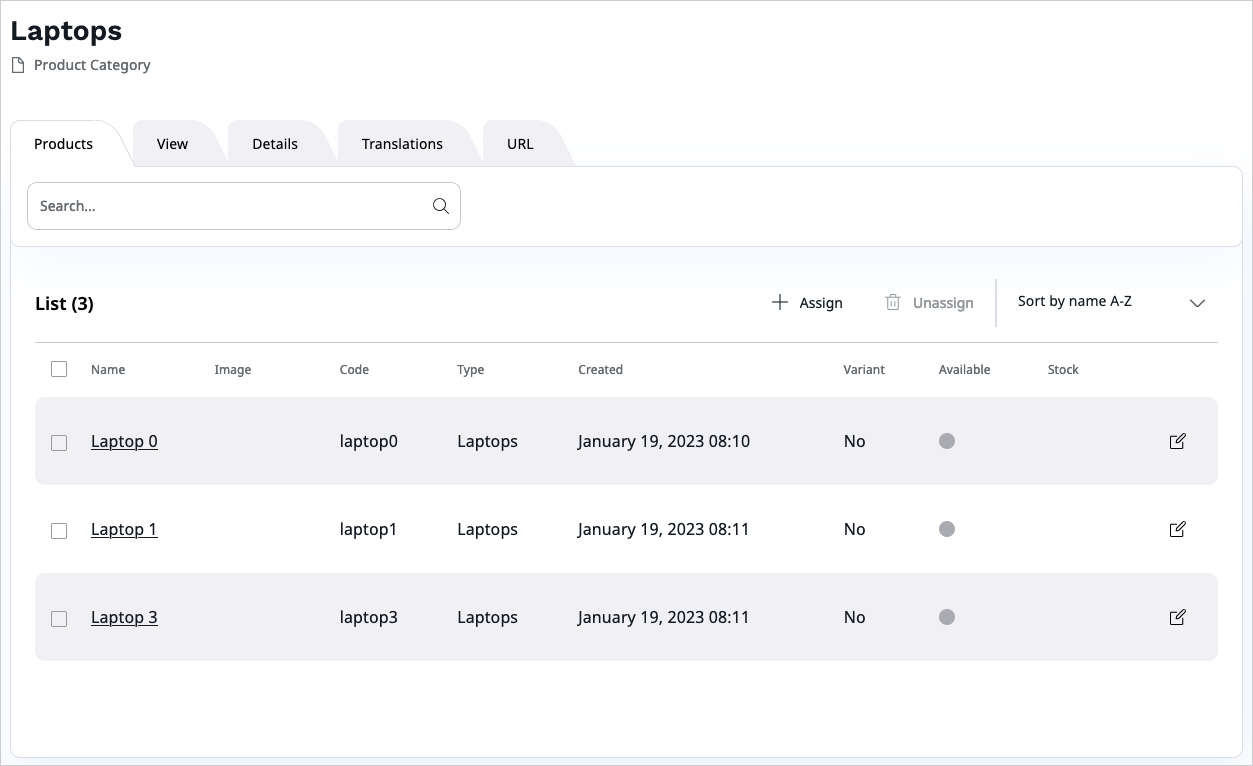 Laptops
Product Category
Products View Details Translations URL
Search...
List (3) Assign Unassign Sort by name A-Z
Name Image Code Type Created Variant Available Stock
Laptop 0 laptop0 Laptops January 19, 2023 08:10 No
Laptop 1 laptop1 Laptops January 19, 2023 08:11 No
Laptop 3 laptop3 Laptops January 19, 2023 08:11 No